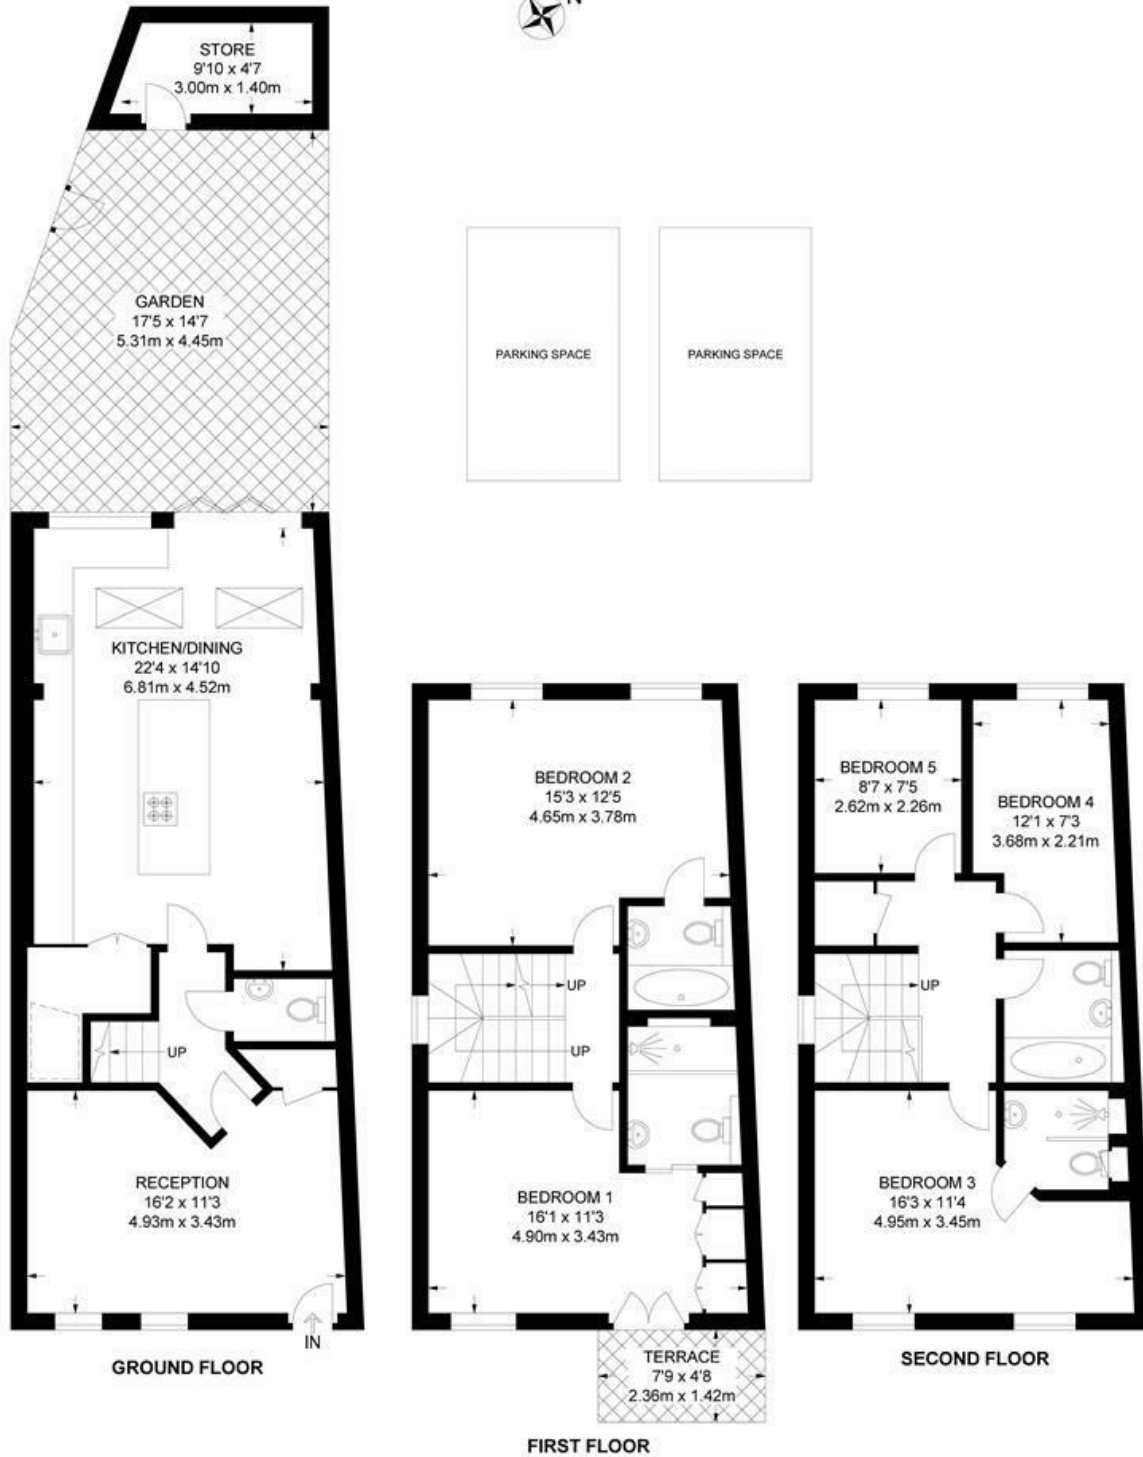 N
STORE
9'10 x 4'7
3.00m x 1.40m
GARDEN
17'5 x 14'7
5.31m x 4.45m
PARKING SPACE
PARKING SPACE
KITCHEN/DINING
22'4 x 14'10
6.81m x 4.52m
UP
RECEPTION
16'2 x 11'3
4.93m x 3.43m
IN
GROUND FLOOR
BEDROOM 2
15'3 x 12'5
4.65m x 3.78m
UP
UP
BEDROOM 1
16'1 x 11'3
4.90m x 3.43m
TERRACE
7'9 x 4'8
2.36m x 1.42m
FIRST FLOOR
BEDROOM 5
8'7 x 7'5
2.62m x 2.26m
BEDROOM 4
12'1 x 7'3
3.68m x 2.21m
UP
BEDROOM 3
16'3 x 11'4
4.95m x 3.45m
SECOND FLOOR